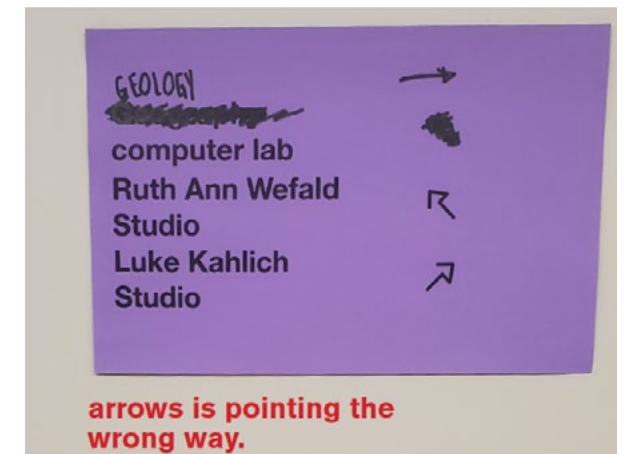 GEOLOGY
computer lab
Ruth Ann Wefald
Studio
Luke Kahlich
Studio
arrows is pointing the
wrong way.